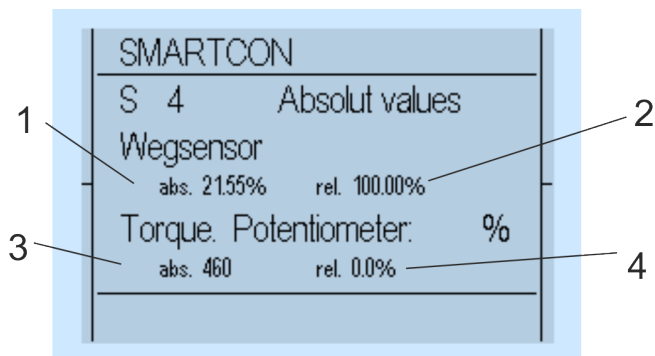 SMARTCON
S 4 Absolut values
1 2
Wegsensor
abs. 21.55% rel. 100.00%
Torque. Potentiometer: %
3 abs. 460 rel. 0.0% 4